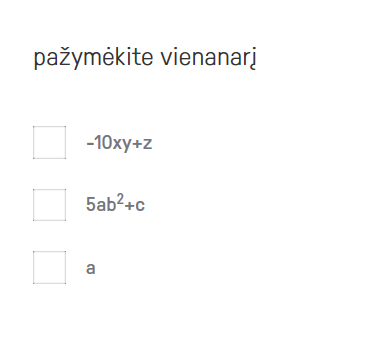 pažymėkite vienanarį
-10xy+z
5ab²+c
a